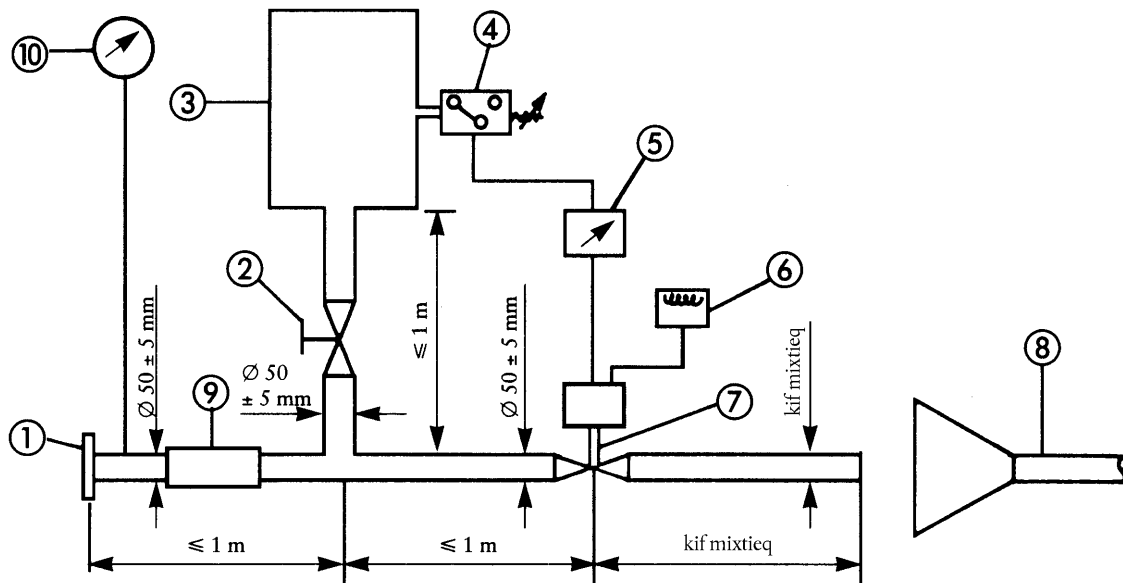 ⑩
③
④
⑤
②
⑥
⑧
≤ 1 m
Ø 50 ± 5 mm
Ø 50
± 5 mm
Ø 50 ± 5 mm
kif mixtieq
⑨
⑦
①
≤ 1 m
≤ 1 m
kif mixtieq